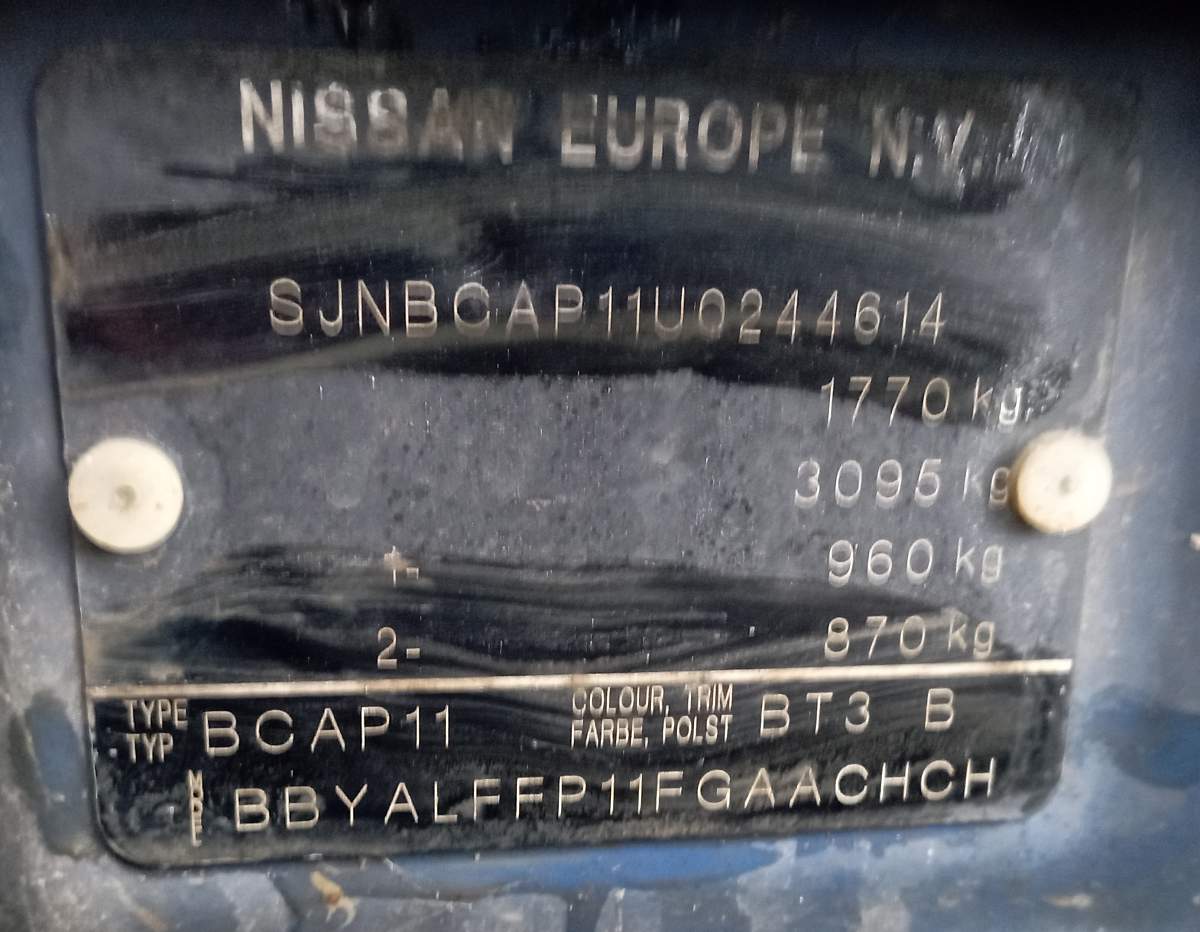 NISSAN EUROPE N.V.
SJNBCAP11U0244614
1770 kg
3095 kg
1- 960 kg
2- 870 kg
TYPE TYP BCAP11 COLOUR, TRIM FARBE, POLST BT3 B
BBYALFFP11FGAACHCH